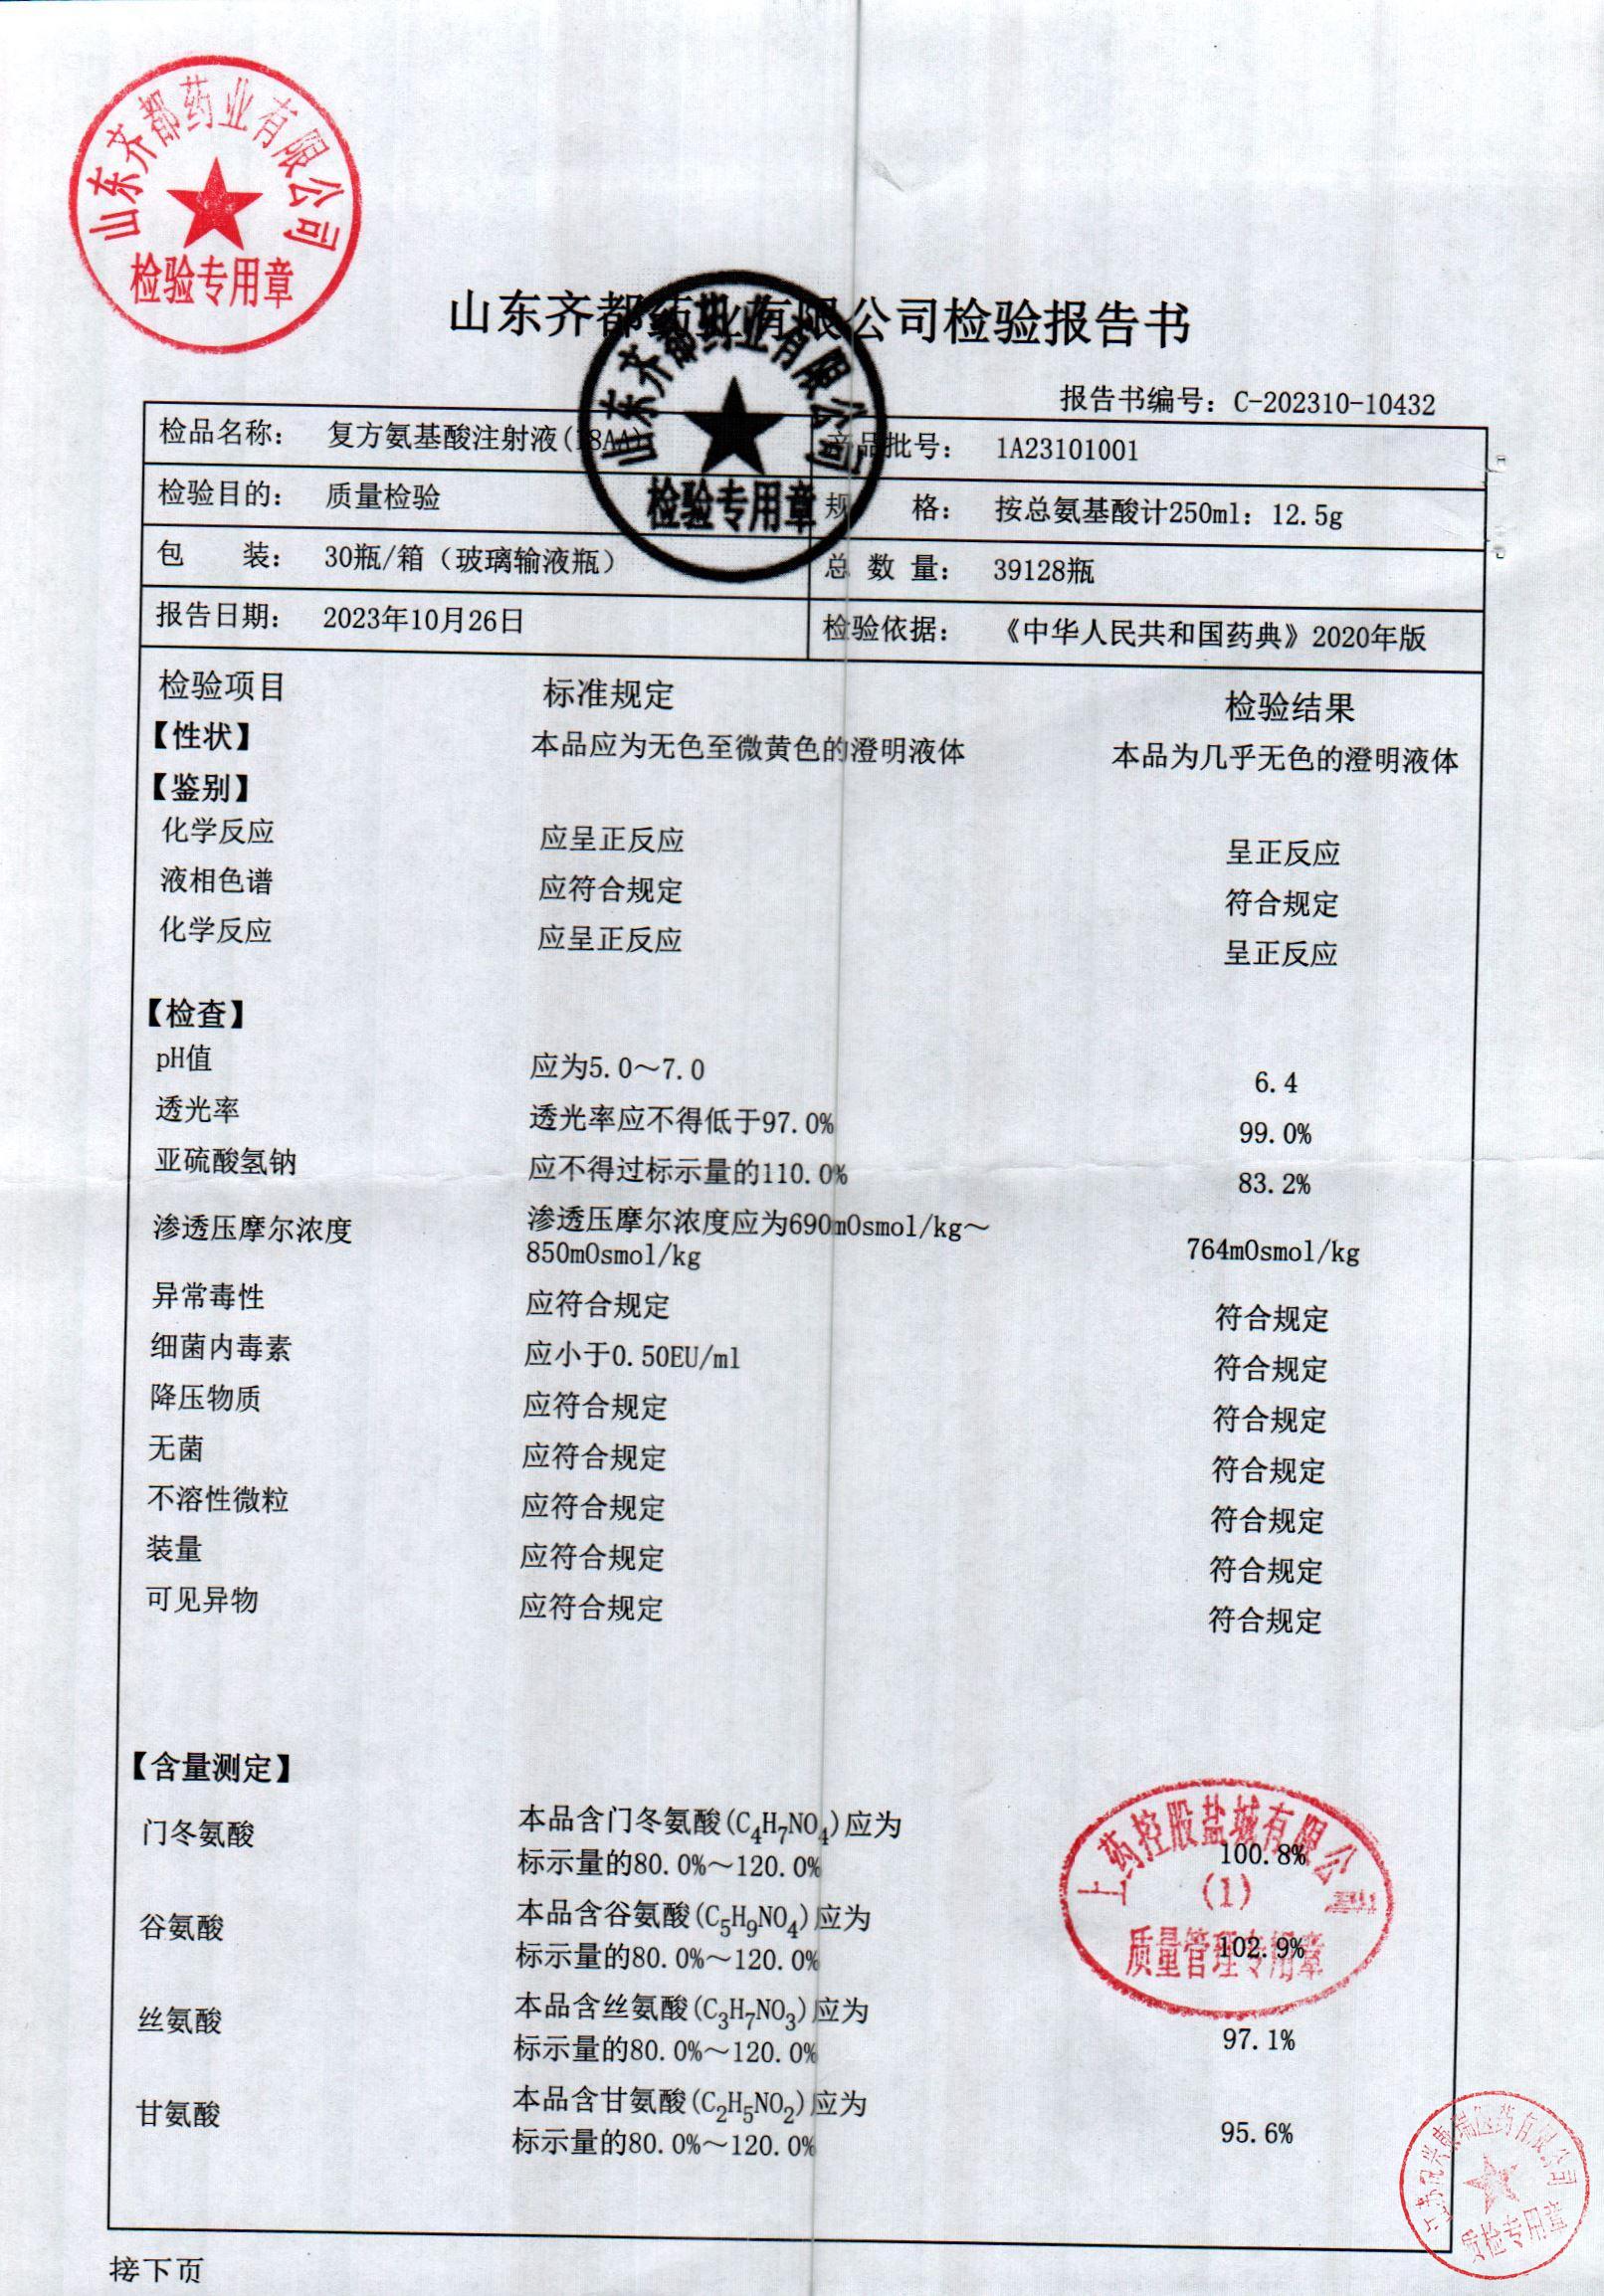 山东齐都药业有限公司
检验专用章
山东齐都药业有限公司检验报告书
山东齐都药业有限公司
检验专用章
报告书编号：C-202310-10432
检品名称： 复方氨基酸注射液(18AA) 产品批号： 1A23101001
检验目的： 质量检验 规 格： 按总氨基酸计250ml：12.5g
包 装： 30瓶/箱（玻璃输液瓶） 总 数 量： 39128瓶
报告日期： 2023年10月26日 检验依据： 《中华人民共和国药典》2020年版
检验项目 标准规定 检验结果
【性状】 本品应为无色至微黄色的澄明液体 本品为几乎无色的澄明液体
【鉴别】
化学反应 应呈正反应 呈正反应
液相色谱 应符合规定 符合规定
化学反应 应呈正反应 呈正反应
【检查】
pH值 应为5.0～7.0 6.4
透光率 透光率应不得低于97.0% 99.0%
亚硫酸氢钠 应不得过标示量的110.0% 83.2%
渗透压摩尔浓度 渗透压摩尔浓度应为690mOsmol/kg～
850mOsmol/kg 764mOsmol/kg
异常毒性 应符合规定 符合规定
细菌内毒素 应小于0.50EU/ml 符合规定
降压物质 应符合规定 符合规定
无菌 应符合规定 符合规定
不溶性微粒 应符合规定 符合规定
装量 应符合规定 符合规定
可见异物 应符合规定 符合规定
【含量测定】
门冬氨酸 本品含门冬氨酸(C4H7NO4)应为
标示量的80.0%～120.0% 100.8%
谷氨酸 本品含谷氨酸(C5H9NO4)应为
标示量的80.0%～120.0% 102.9%
上药控股盐城有限公司
(1)
质量管理专用章
丝氨酸 本品含丝氨酸(C3H7NO3)应为
标示量的80.0%～120.0% 97.1%
甘氨酸 本品含甘氨酸(C2H5NO2)应为
标示量的80.0%～120.0% 95.6%
医药有限公司
质检专用章
接下页